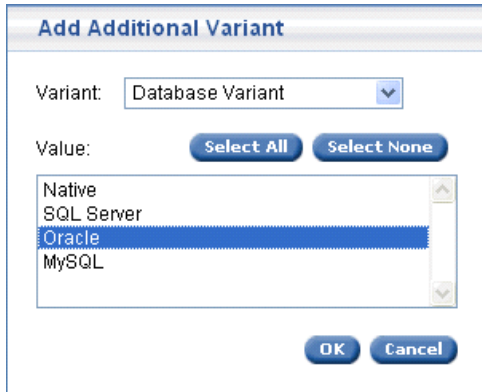 Add Additional Variant
Variant: Database Variant
Value: Select All Select None
Native
SQL Server
Oracle
MySQL
OK Cancel